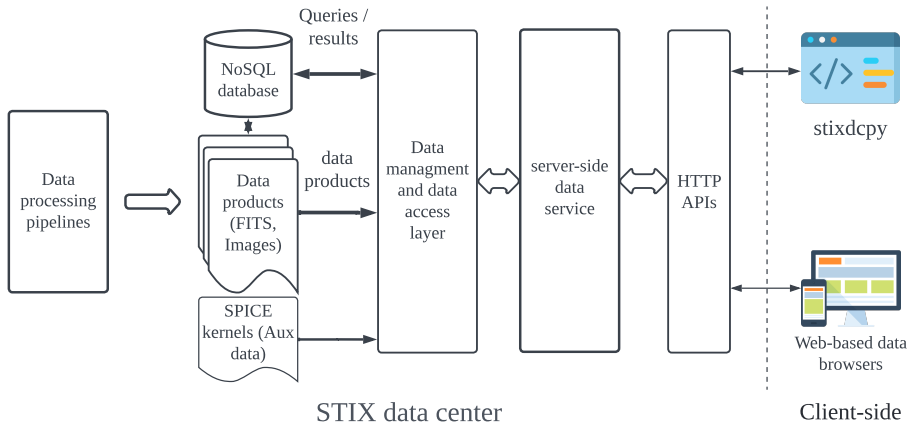 Data
processing
pipelines
Queries /
results
NoSQL
database
Data
products
(FITS,
Images)
data
products
SPICE
kernels (Aux
data)
Data
managment
and data
access
layer
server-side
data
service
HTTP
APIs
</>
stixdcpy
Web-based data
browsers
STIX data center
Client-side